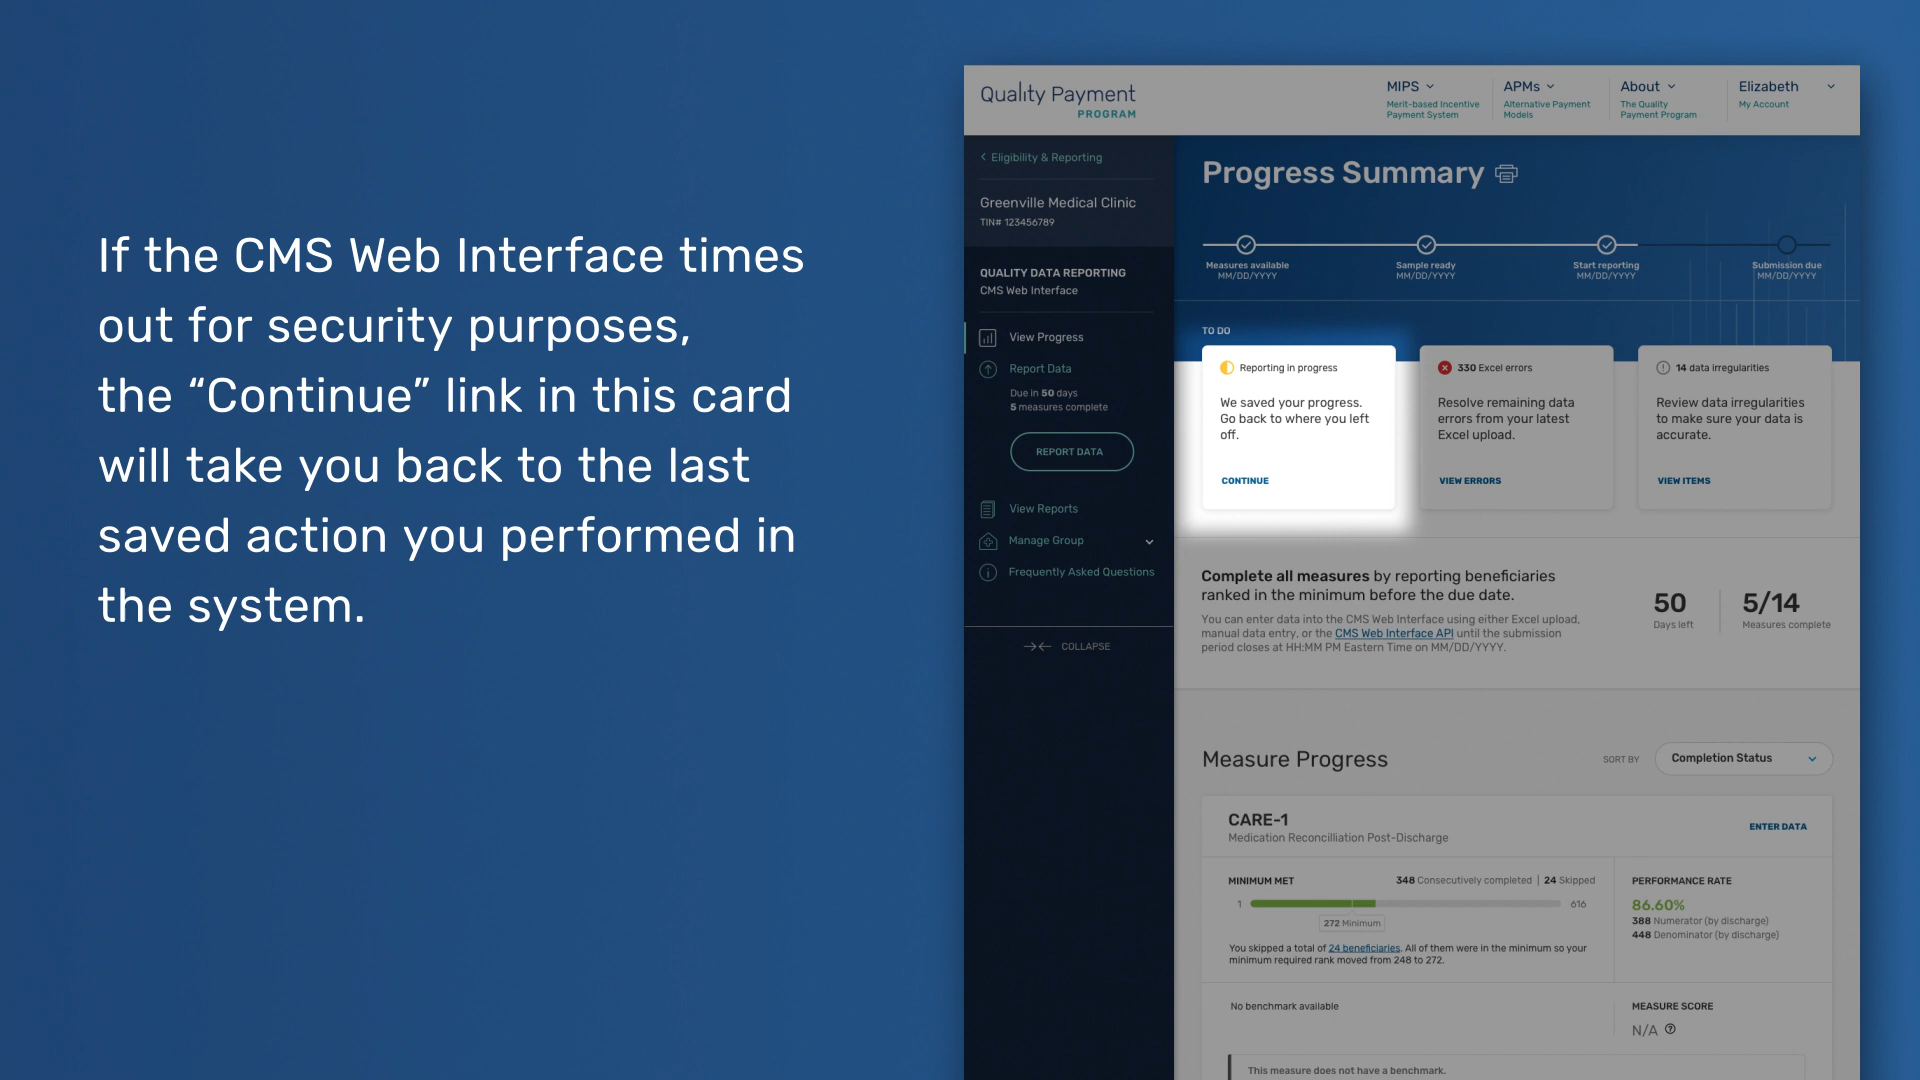 If the CMS Web Interface times
out for security purposes,
the “Continue” link in this card
will take you back to the last
saved action you performed in
the system.
Quality Payment
PROGRAM
MIPS
Merit-based Incentive
Payment System
APMs
Alternative Payment
Models
About
The Quality
Payment Program
Elizabeth
My Account
Eligibility & Reporting
Greenville Medical Clinic
TIN# 123456789
QUALITY DATA REPORTING
CMS Web Interface
View Progress
Report Data
Due in 50 days
5 measures complete
REPORT DATA
View Reports
Manage Group
Frequently Asked Questions
COLLAPSE
Progress Summary
Measures available
MM/DD/YYYY
Sample ready
MM/DD/YYYY
Start reporting
MM/DD/YYYY
Submission due
MM/DD/YYYY
TO DO
Reporting in progress
We saved your progress.
Go back to where you left
off.
CONTINUE
330 Excel errors
Resolve remaining data
errors from your latest
Excel upload.
VIEW ERRORS
14 data irregularities
Review data irregularities
to make sure your data is
accurate.
VIEW ITEMS
Complete all measures by reporting beneficiaries
ranked in the minimum before the due date.
You can enter data into the CMS Web Interface using either Excel upload,
manual data entry, or the CMS Web Interface API until the submission
period closes at HH:MM PM Eastern Time on MM/DD/YYYY.
50
Days left
5/14
Measures complete
Measure Progress
SORT BY
Completion Status
CARE-1
Medication Reconcilliation Post-Discharge
ENTER DATA
MINIMUM MET
348 Consecutively completed | 24 Skipped
1
616
272 Minimum
You skipped a total of 24 beneficiaries. All of them were in the minimum so your
minimum required rank moved from 248 to 272.
PERFORMANCE RATE
86.60%
388 Numerator (by discharge)
448 Denominator (by discharge)
No benchmark available
MEASURE SCORE
N/A
This measure does not have a benchmark.